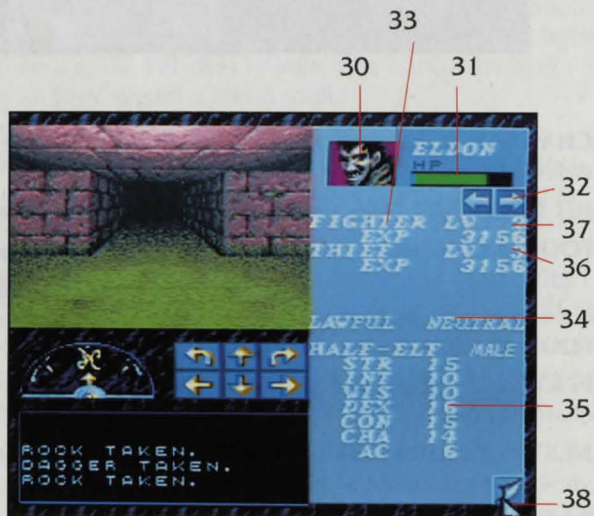 33
30 31
ELDON
HP
32
FIGHTER LV
37
EXP 3156
THIEF LV
36
EXP 3156
34
LAWFUL NEUTRAL
HALF-ELF MALE
STR 15
INT 10
WIS 10
DEX 16
35
CON 15
CHA 14
AC 6
ROCK TAKEN.
DAGGER TAKEN.
ROCK TAKEN.
38